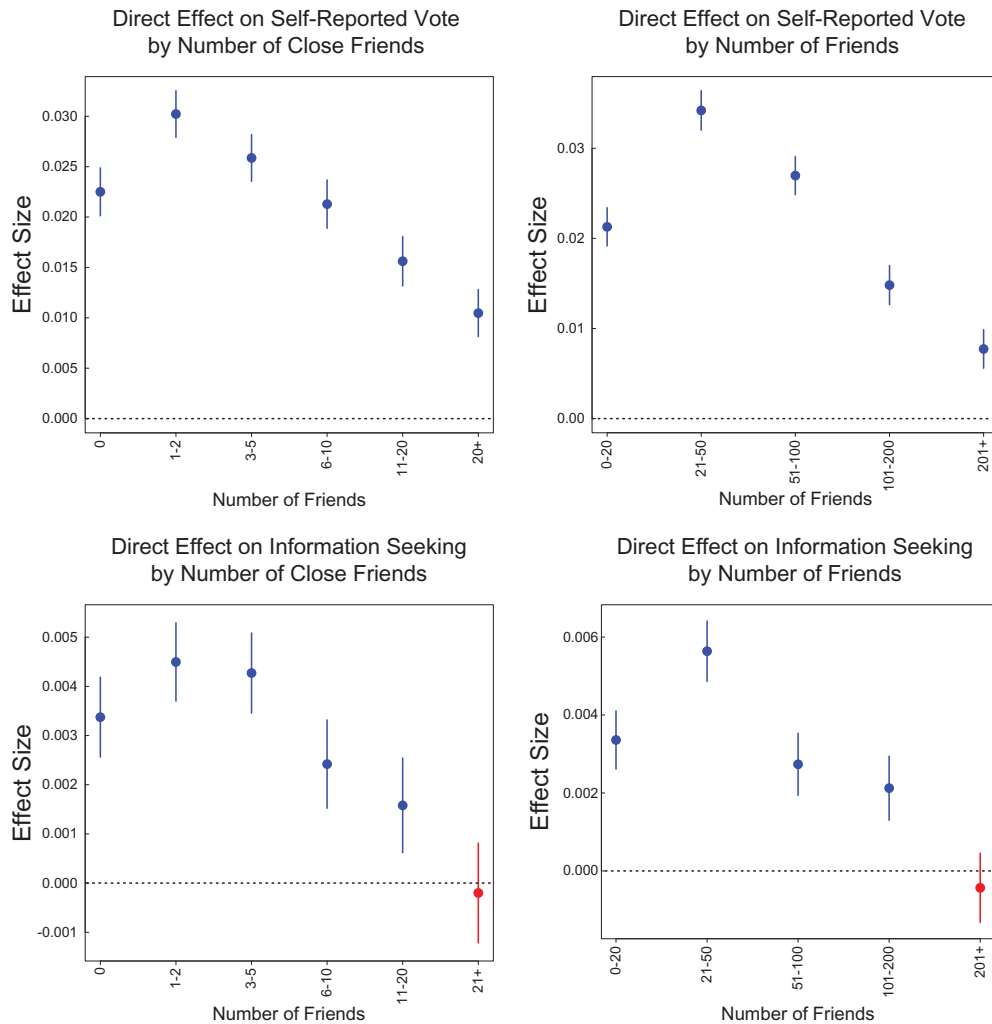 Direct Effect on Self-Reported Vote
by Number of Close Friends
Effect Size
0.030
0.025
0.020
0.015
0.010
0.005
0.000
0
1-2
3-5
6-10
11-20
20+
Number of Friends
Direct Effect on Self-Reported Vote
by Number of Friends
Effect Size
0.03
0.02
0.01
0.00
0-20
21-50
51-100
101-200
201+
Number of Friends
Direct Effect on Information Seeking
by Number of Close Friends
Effect Size
0.005
0.004
0.003
0.002
0.001
0.000
-0.001
0
1-2
3-5
6-10
11-20
21+
Number of Friends
Direct Effect on Information Seeking
by Number of Friends
Effect Size
0.006
0.004
0.002
0.000
0-20
21-50
51-100
101-200
201+
Number of Friends